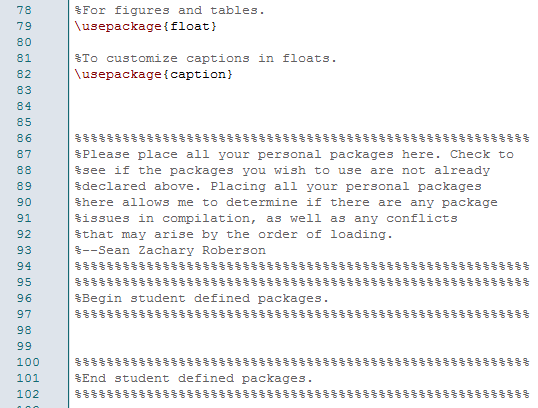 78 %For figures and tables.
79 \usepackage{float}
80
81 %To customize captions in floats.
82 \usepackage{caption}
83
84
85
86 %%%%%%%%%%%%%%%%%%%%%%%%%%%%%%%%%%%%%%%%%%%%%%%%%%%%%%%%%
87 %Please place all your personal packages here. Check to
88 %see if the packages you wish to use are not already
89 %declared above. Placing all your personal packages
90 %here allows me to determine if there are any package
91 %issues in compilation, as well as any conflicts
92 %that may arise by the order of loading.
93 %--Sean Zachary Roberson
94 %%%%%%%%%%%%%%%%%%%%%%%%%%%%%%%%%%%%%%%%%%%%%%%%%%%%%%%%%
95 %%%%%%%%%%%%%%%%%%%%%%%%%%%%%%%%%%%%%%%%%%%%%%%%%%%%%%%%%
96 %Begin student defined packages.
97 %%%%%%%%%%%%%%%%%%%%%%%%%%%%%%%%%%%%%%%%%%%%%%%%%%%%%%%%%
98
99
100 %%%%%%%%%%%%%%%%%%%%%%%%%%%%%%%%%%%%%%%%%%%%%%%%%%%%%%%%%
101 %End student defined packages.
102 %%%%%%%%%%%%%%%%%%%%%%%%%%%%%%%%%%%%%%%%%%%%%%%%%%%%%%%%%